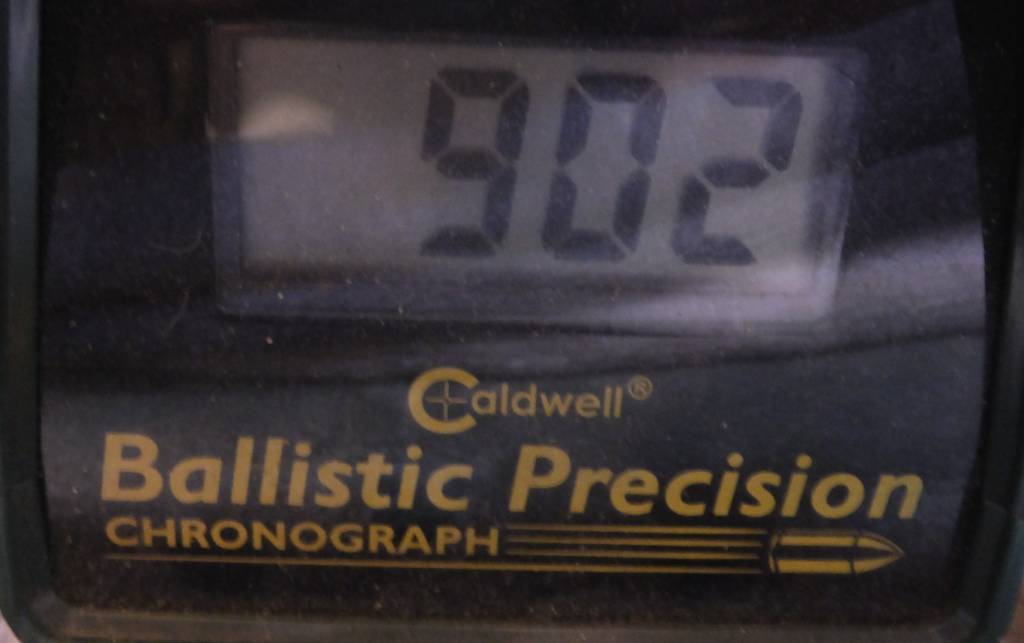 902
Caldwell®
Ballistic Precision
CHRONOGRAPH